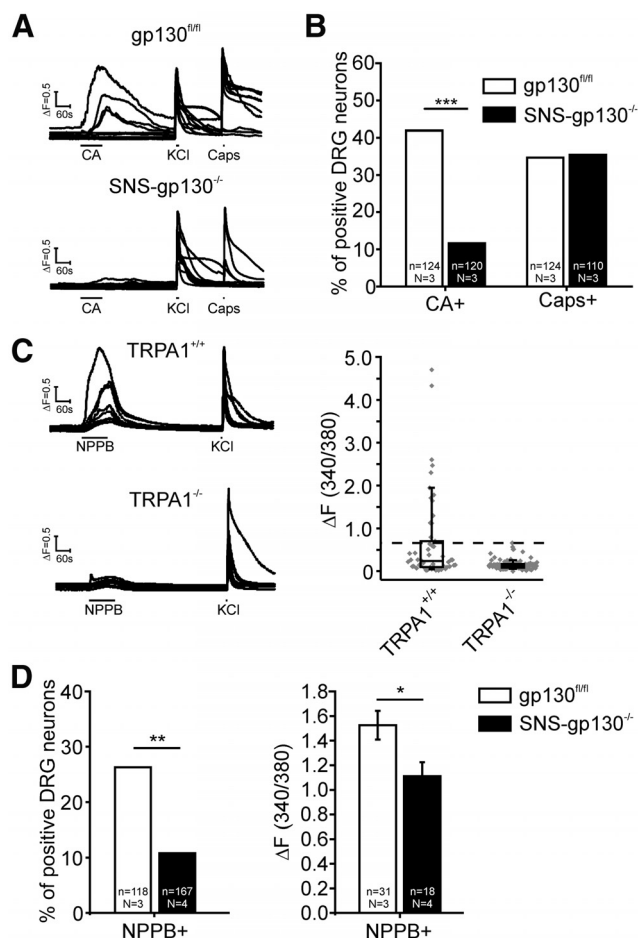 A
gp130fl/fl
ΔF=0.5
60s
CA
KCl
Caps
SNS-gp130-/-
ΔF=0.5
60s
CA
KCl
Caps
B
% of positive DRG neurons
60
50
40
30
20
10
0
***
gp130fl/fl
SNS-gp130-/-
n=124
N=3
n=120
N=3
n=124
N=3
n=110
N=3
CA+
Caps+
C
TRPA1+/+
ΔF=0.5
60s
NPPB
KCl
TRPA1-/-
ΔF=0.5
60s
NPPB
KCl
ΔF (340/380)
5.0
4.0
3.0
2.0
1.0
0
TRPA1+/+
TRPA1-/-
D
% of positive DRG neurons
40
30
20
10
0
**
n=118
N=3
n=167
N=4
NPPB+
ΔF (340/380)
1.8
1.6
1.4
1.2
1.0
0.8
0.6
0.4
0.2
0.0
*
n=31
N=3
n=18
N=4
NPPB+
gp130fl/fl
SNS-gp130-/-